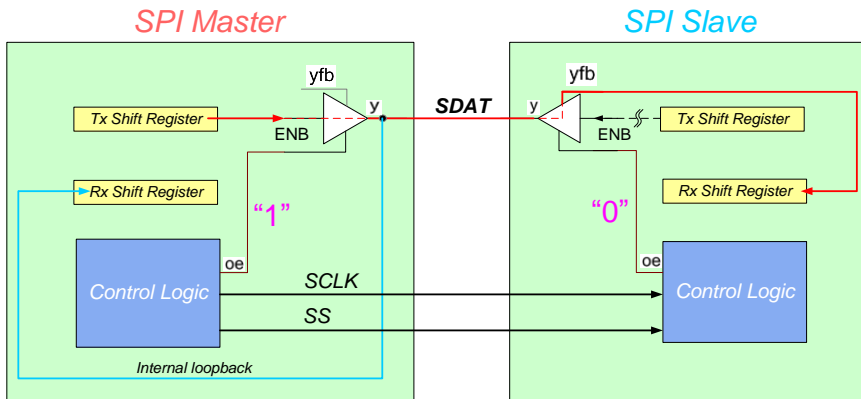 SPI Master
SPI Slave
yfb
yfb
Tx Shift Register
y
SDAT
y
Tx Shift Register
ENB
ENB
Rx Shift Register
Rx Shift Register
“1”
“0”
oe
oe
Control Logic
SCLK
Control Logic
SS
Internal loopback